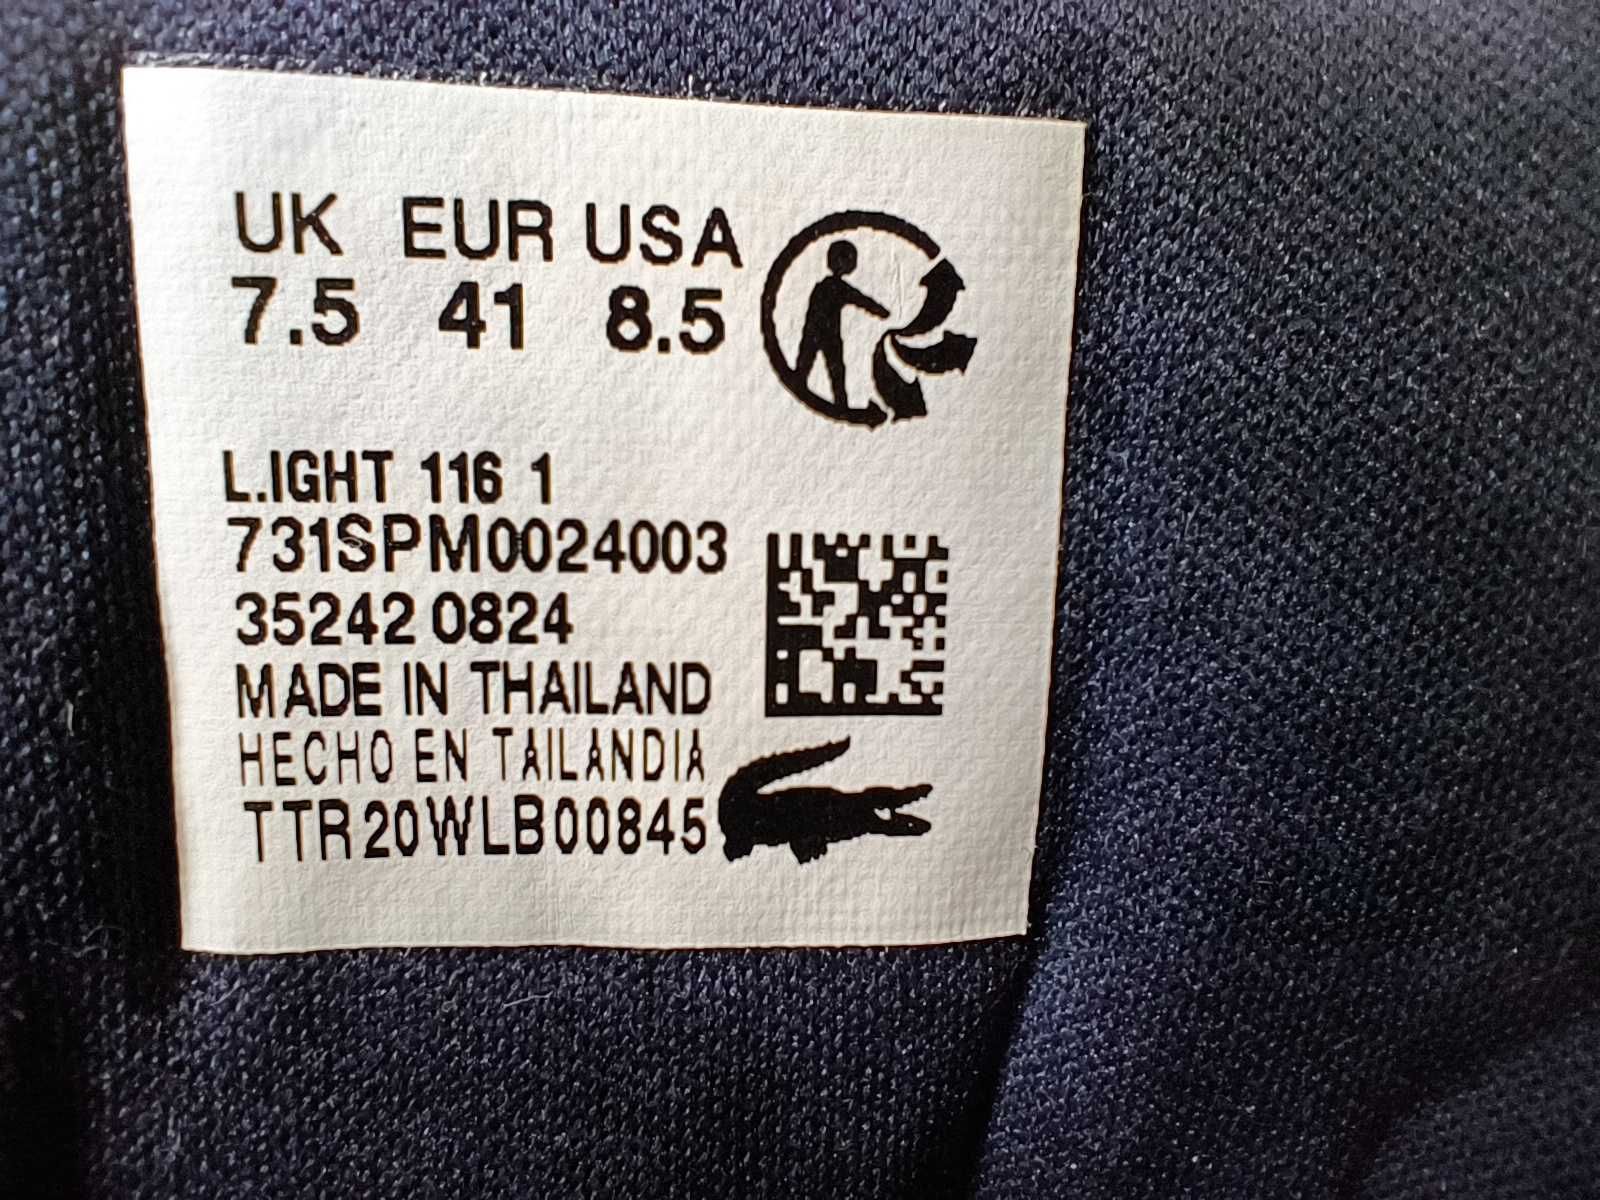 UK EUR USA
7.5 41 8.5
L.IGHT 116 1
731SPM0024003
35242 0824
MADE IN THAILAND
HECHO EN TAILANDIA
TTR20WLB00845